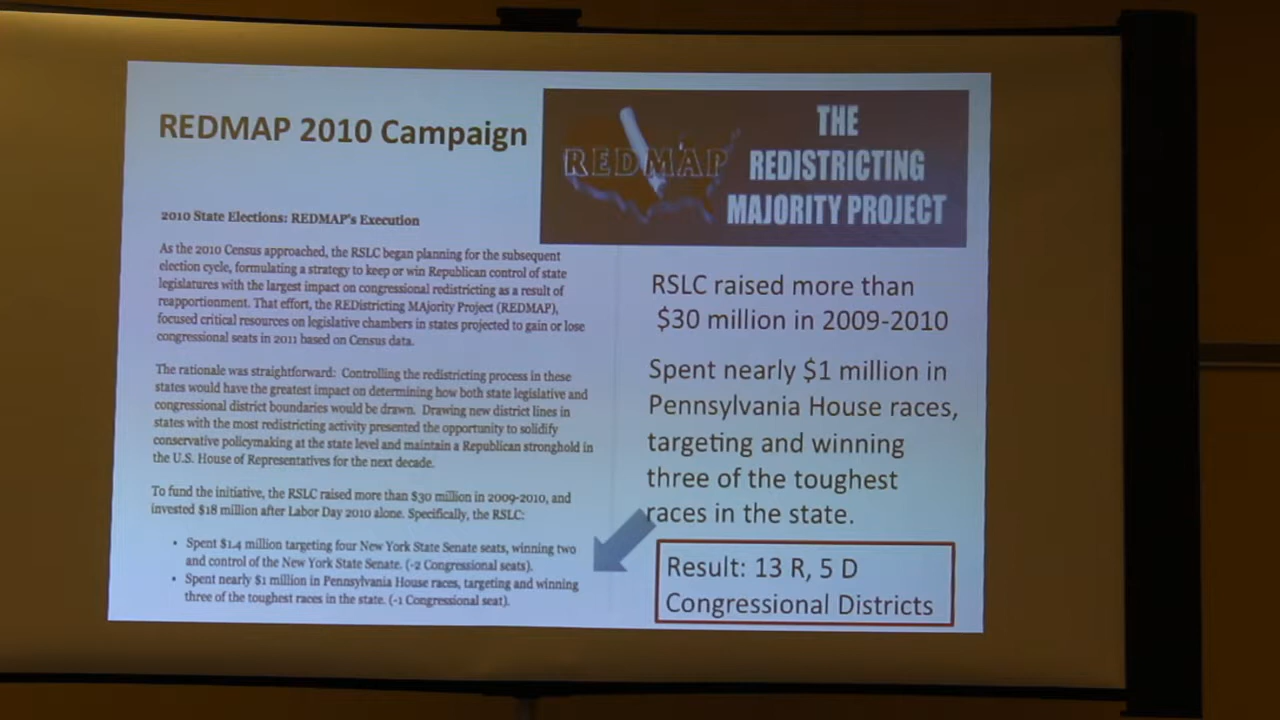 REDMAP 2010 Campaign
REDMAP
THE
REDISTRICTING
MAJORITY PROJECT
2010 State Elections: REDMAP's Execution
As the 2010 Census approached, the RSLC began planning for the subsequent
election cycle, formulating a strategy to keep or win Republican control of state
legislatures with the largest impact on congressional redistricting as a result of
reapportionment. That effort, the REDistricting MAjority Project (REDMAP),
focused critical resources on legislative chambers in states projected to gain or lose
congressional seats in 2011 based on Census data.
The rationale was straightforward: Controlling the redistricting process in these
states would have the greatest impact on determining how both state legislative and
congressional district boundaries would be drawn. Drawing new district lines in
states with the most redistricting activity presented the opportunity to solidify
conservative policymaking at the state level and maintain a Republican stronghold in
the U.S. House of Representatives for the next decade.
To fund the initiative, the RSLC raised more than $30 million in 2009-2010, and
invested $18 million after Labor Day 2010 alone. Specifically, the RSLC:
• Spent $1.4 million targeting four New York State Senate seats, winning two
and control of the New York State Senate. (-2 Congressional seats).
• Spent nearly $1 million in Pennsylvania House races, targeting and winning
three of the toughest races in the state. (-1 Congressional seat).
RSLC raised more than
$30 million in 2009-2010
Spent nearly $1 million in
Pennsylvania House races,
targeting and winning
three of the toughest
races in the state.
Result: 13 R, 5 D
Congressional Districts